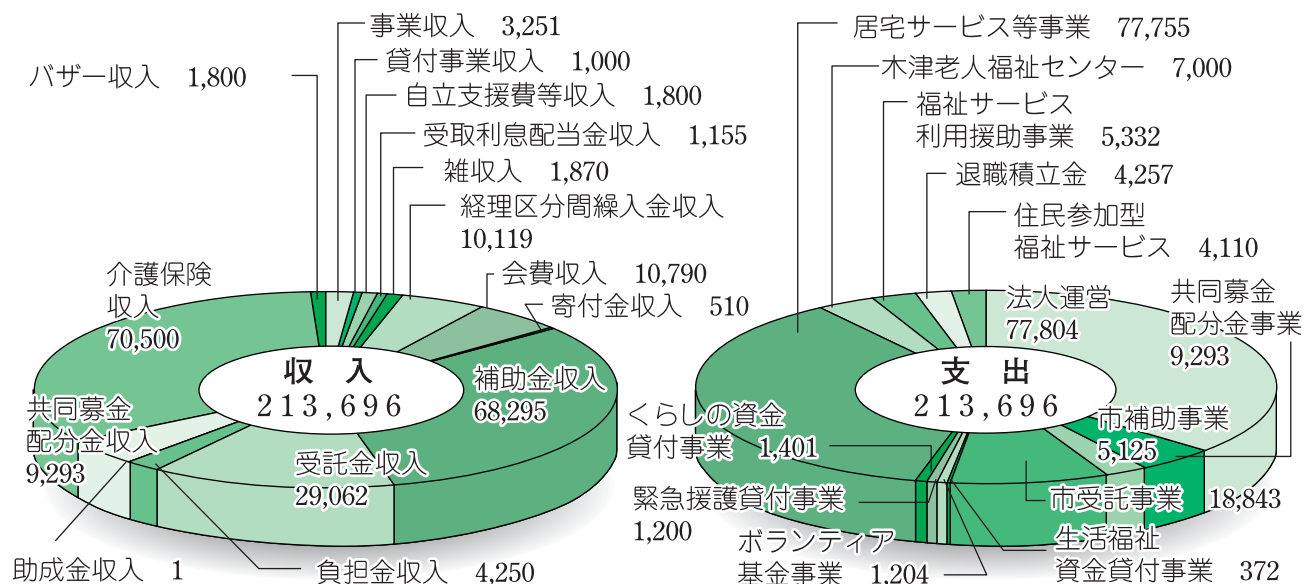 事業収入 3,251
貸付事業収入 1,000
バザー収入 1,800
自立支援費等収入 1,800
受取利息配当金収入 1,155
雑収入 1,870
経理区分間繰入金収入
10,119
会費収入 10,790
寄付金収入 510
介護保険
収入
70,500
収入
213,696
補助金収入
68,295
共同募金
配分金収入
9,293
受託金収入
29,062
助成金収入 1
負担金収入 4,250
居宅サービス等事業 77,755
木津老人福祉センター 7,000
福祉サービス
利用援助事業 5,332
退職積立金 4,257
住民参加型
福祉サービス 4,110
法人運営
77,804
共同募金
配分金事業
9,293
支出
213,696
市補助事業
5,125
くらしの資金
貸付事業 1,401
緊急援護貸付事業
1,200
市受託事業 18,843
ボランティア
基金事業 1,204
生活福祉
資金貸付事業 372